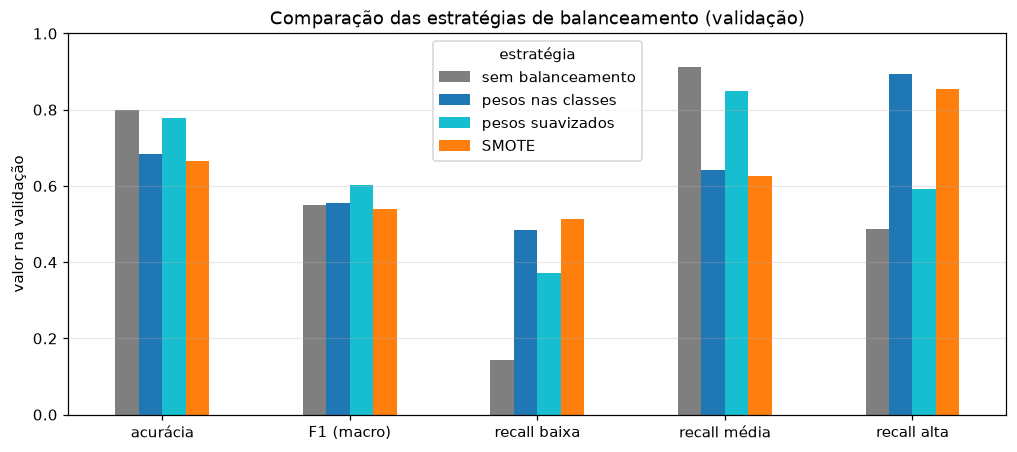 Comparação das estratégias de balanceamento (validação)
valor na validação
1.0
0.8
0.6
0.4
0.2
0.0
estratégia
sem balanceamento
pesos nas classes
pesos suavizados
SMOTE
acurácia
F1 (macro)
recall baixa
recall média
recall alta